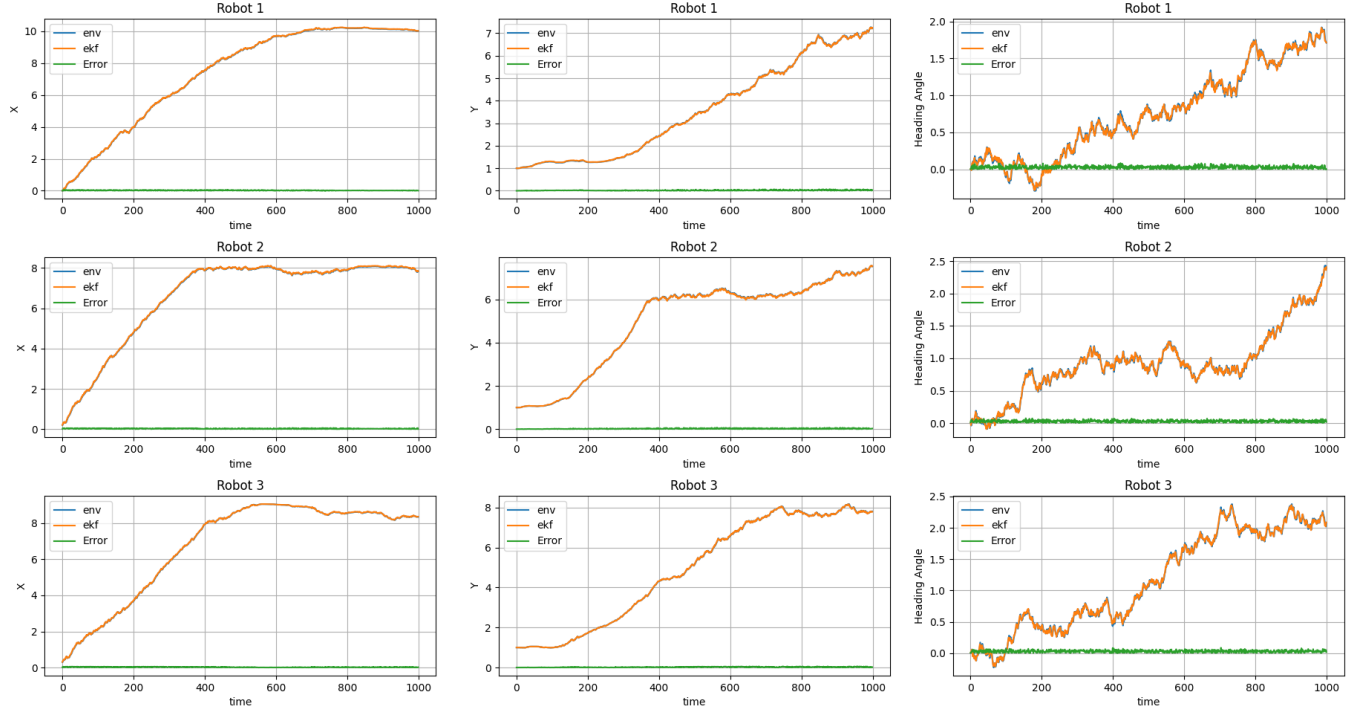 Robot 1
env
ekf
Error
X
10
8
6
4
2
0
0 200 400 600 800 1000
time
Robot 1
env
ekf
Error
Y
7
6
5
4
3
2
1
0
0 200 400 600 800 1000
time
Robot 1
env
ekf
Error
Heading Angle
2.0
1.5
1.0
0.5
0.0
0 200 400 600 800 1000
time
Robot 2
env
ekf
Error
X
8
6
4
2
0
0 200 400 600 800 1000
time
Robot 2
env
ekf
Error
Y
6
4
2
0
0 200 400 600 800 1000
time
Robot 2
env
ekf
Error
Heading Angle
2.5
2.0
1.5
1.0
0.5
0.0
0 200 400 600 800 1000
time
Robot 3
env
ekf
Error
X
8
6
4
2
0
0 200 400 600 800 1000
time
Robot 3
env
ekf
Error
Y
8
6
4
2
0
0 200 400 600 800 1000
time
Robot 3
env
ekf
Error
Heading Angle
2.5
2.0
1.5
1.0
0.5
0.0
0 200 400 600 800 1000
time